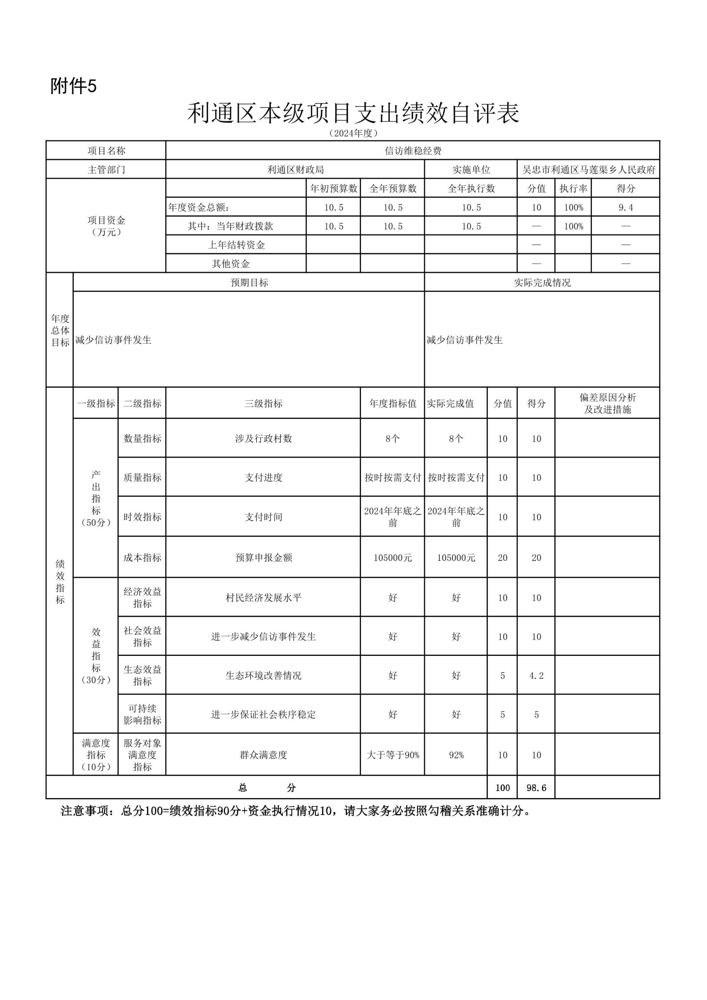 附件5
利通区本级项目支出绩效自评表
（2024年度）
项目名称 信访维稳经费
主管部门 利通区财政局 实施单位 吴忠市利通区马莲渠乡人民政府
项目资金
（万元）
年初预算数 全年预算数 全年执行数 分值 执行率 得分
年度资金总额： 10.5 10.5 10.5 10 100% 9.4
其中：当年财政拨款 10.5 10.5 10.5 — 100% —
上年结转资金 — —
其他资金 — —
年度
总体
目标
预期目标 实际完成情况
减少信访事件发生 减少信访事件发生
绩
效
指
标
一级指标 二级指标 三级指标 年度指标值 实际完成值 分值 得分 偏差原因分析
及改进措施
产
出
指
标
（50分）
数量指标 涉及行政村数 8个 8个 10 10
质量指标 支付进度 按时按需支付 按时按需支付 10 10
时效指标 支付时间 2024年年底之
前 2024年年底之
前 10 10
成本指标 预算申报金额 105000元 105000元 20 20
效
益
指
标
（30分）
经济效益
指标 村民经济发展水平 好 好 10 10
社会效益
指标 进一步减少信访事件发生 好 好 10 10
生态效益
指标 生态环境改善情况 好 好 5 4.2
可持续
影响指标 进一步保证社会秩序稳定 好 好 5 5
满意度
指标
（10分）
服务对象
满意度
指标 群众满意度 大于等于90% 92% 10 10
总 分 100 98.6
注意事项：总分100=绩效指标90分+资金执行情况10，请大家务必按照勾稽关系准确计分。